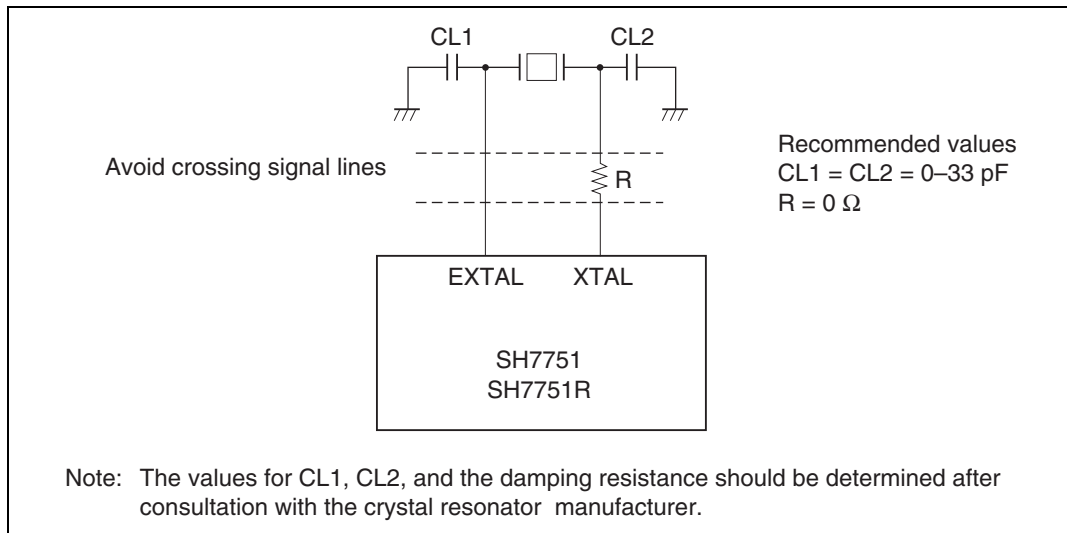 CL1
CL2
Avoid crossing signal lines
R
Recommended values
CL1 = CL2 = 0–33 pF
R = 0 Ω
EXTAL
XTAL
SH7751
SH7751R
Note: The values for CL1, CL2, and the damping resistance should be determined after
consultation with the crystal resonator manufacturer.